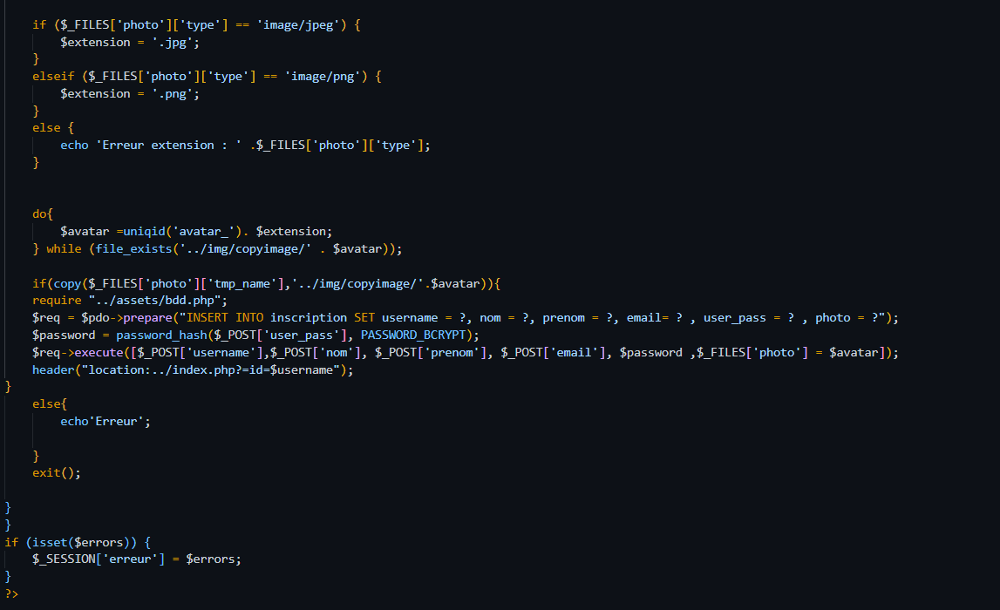 if ($_FILES['photo']['type'] == 'image/jpeg') {
$extension = '.jpg';
}
elseif ($_FILES['photo']['type'] == 'image/png') {
$extension = '.png';
}
else {
echo 'Erreur extension : ' .$_FILES['photo']['type'];
}
do{
$avatar =uniqid('avatar_'). $extension;
} while (file_exists('../img/copyimage/' . $avatar));
if(copy($_FILES['photo']['tmp_name'],'../img/copyimage/'.$avatar)){
require "../assets/bdd.php";
$req = $pdo->prepare("INSERT INTO inscription SET username = ?, nom = ?, prenom = ?, email= ? , user_pass = ? , photo = ?");
$password = password_hash($_POST['user_pass'], PASSWORD_BCRYPT);
$req->execute([$_POST['username'],$_POST['nom'], $_POST['prenom'], $_POST['email'], $password ,$_FILES['photo'] = $avatar]);
header("location:../index.php?=id=$username");
}
else{
echo'Erreur';
}
exit();
}
}
if (isset($errors)) {
$_SESSION['erreur'] = $errors;
}
?>